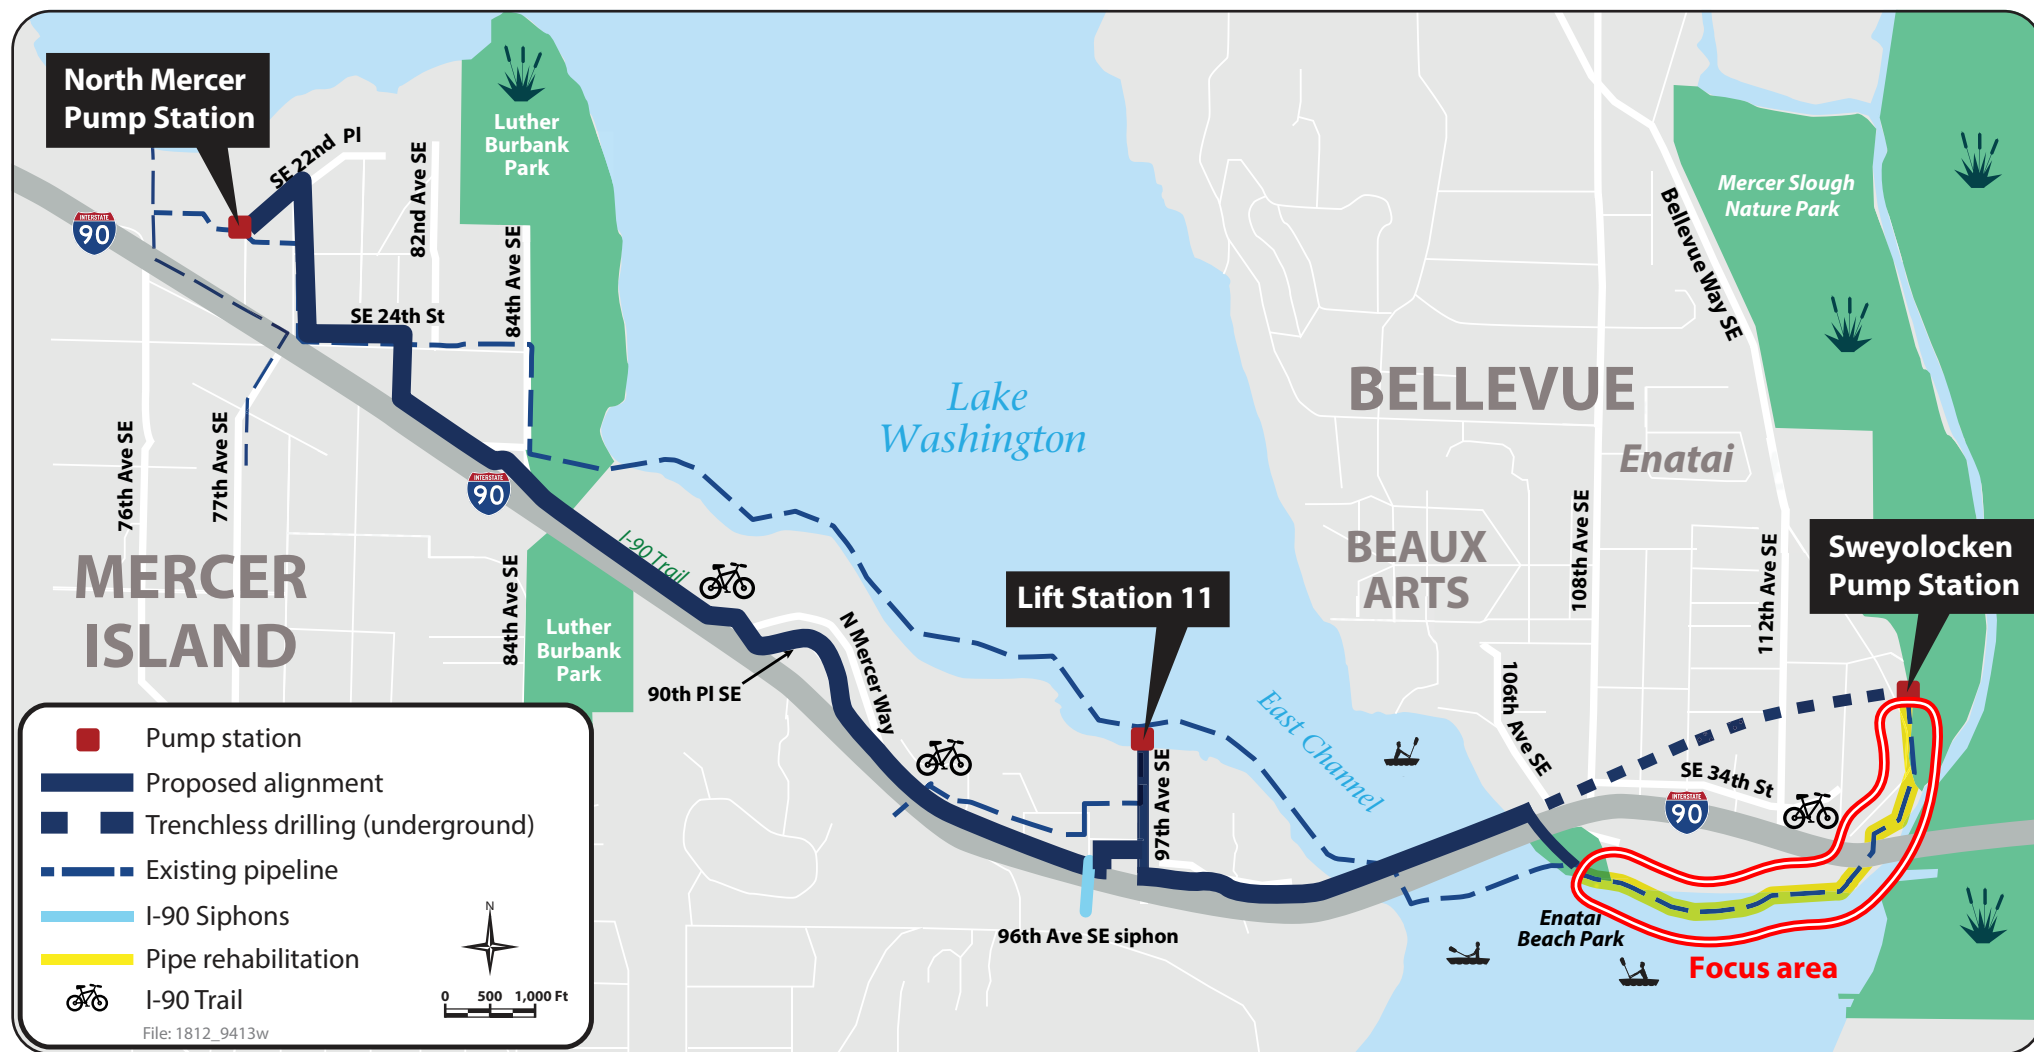 North Mercer
Pump Station
SE 22nd Pl
82nd Ave SE
Luther
Burbank
Park
84th Ave SE
INTERSTATE
90
SE 24th St
76th Ave SE
77th Ave SE
MERCER
ISLAND
INTERSTATE
90
84th Ave SE
I-90 Trail
Luther
Burbank
Park
90th Pl SE
N Mercer Way
Lake
Washington
Lift Station 11
97th Ave SE
96th Ave SE siphon
East Channel
BELLEVUE
Enatai
BEAUX
ARTS
Bellevue Way SE
Mercer Slough
Nature Park
108th Ave SE
112th Ave SE
106th Ave SE
Sweyolocken
Pump Station
SE 34th St
INTERSTATE
90
Enatai
Beach Park
Focus area
Pump station
Proposed alignment
Trenchless drilling (underground)
Existing pipeline
I-90 Siphons
Pipe rehabilitation
I-90 Trail
File: 1812_9413w
N
0 500 1,000 Ft